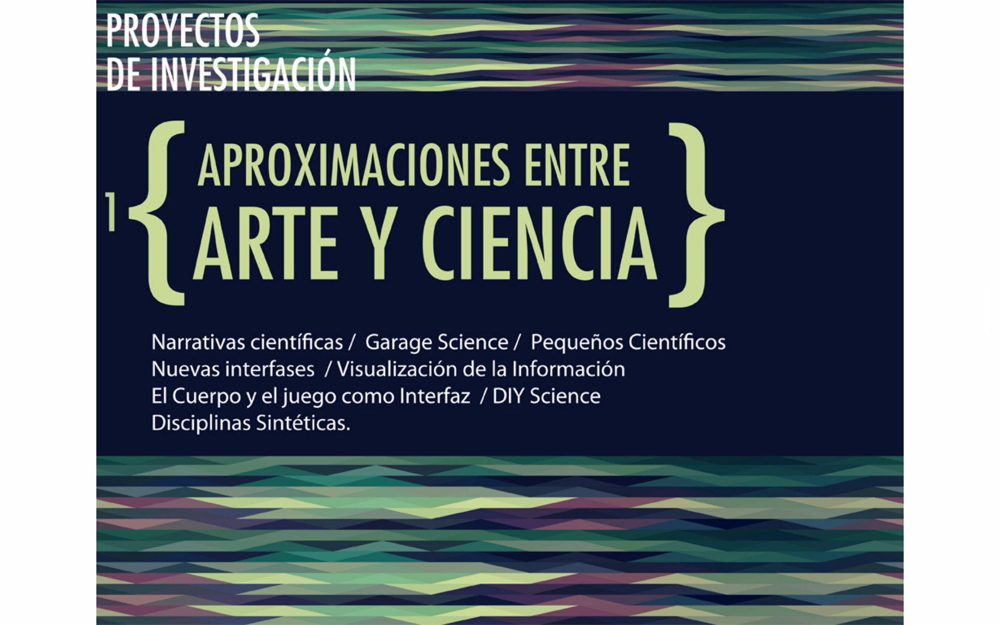 PROYECTOS
DE INVESTIGACIÓN
APROXIMACIONES ENTRE
1 { ARTE Y CIENCIA }
Narrativas científicas / Garage Science / Pequeños Científicos
Nuevas interfases / Visualización de la Información
El Cuerpo y el juego como Interfaz / DIY Science
Disciplinas Sintéticas.